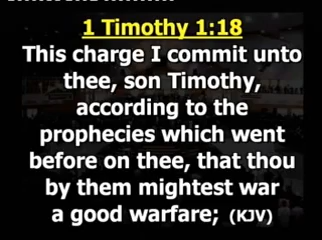 1 Timothy 1:18
This charge I commit unto
thee, son Timothy,
according to the
prophecies which went
before on thee, that thou
by them mightest war
a good warfare; (KJV)